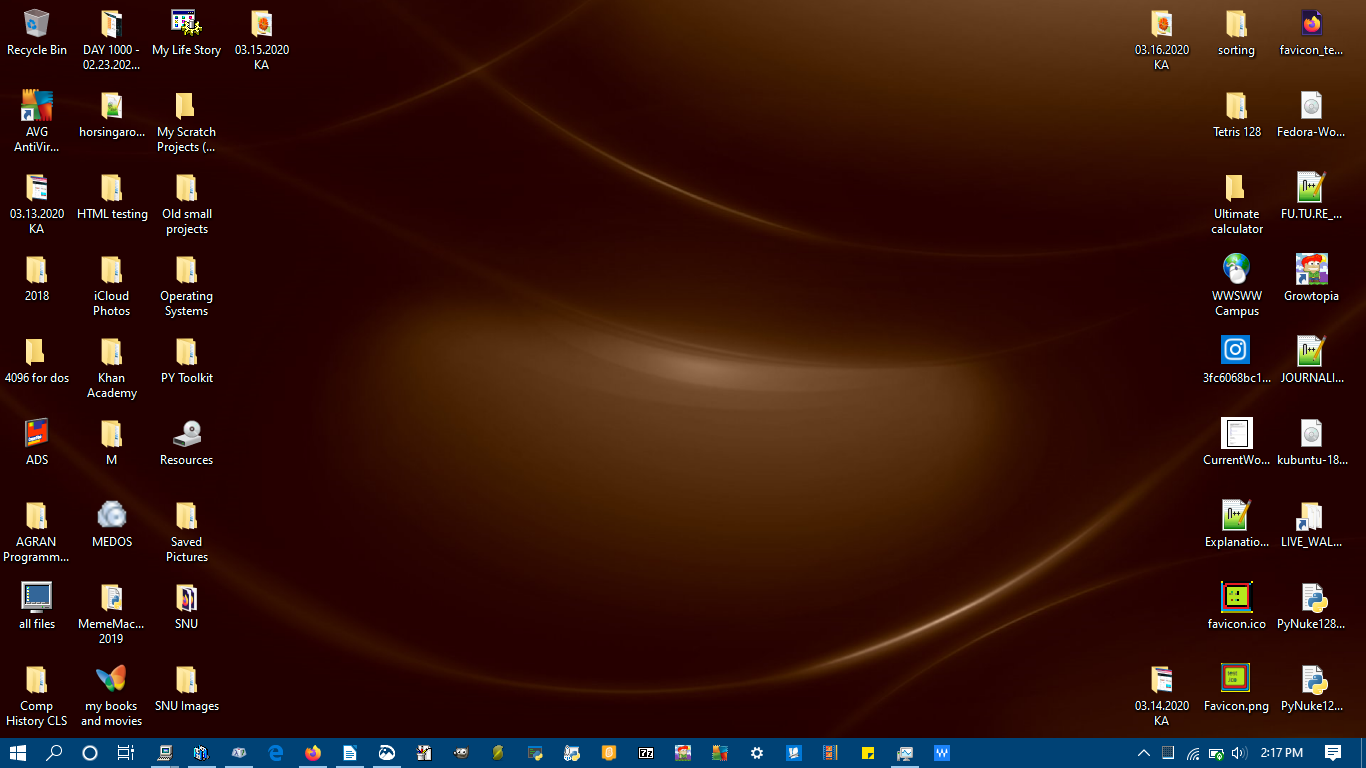 Recycle Bin
DAY 1000 -
02.23.202...
My Life Story
03.15.2020
KA
03.16.2020
KA
sorting
favicon_te...
AVG
AntiVir...
horsingaro...
My Scratch
Projects (...
Tetris 128
Fedora-Wo...
03.13.2020
KA
HTML testing
Old small
projects
Ultimate
calculator
FU.TU.RE_...
2018
iCloud
Photos
Operating
Systems
WWSWW
Campus
Growtopia
4096 for dos
Khan
Academy
PY Toolkit
3fc6068bc1...
JOURNALI...
ADS
M
Resources
CurrentWo...
kubuntu-18...
AGRAN
Programm...
MEDOS
Saved
Pictures
Explanatio...
LIVE_WAL...
all files
MemeMac...
2019
SNU
favicon.ico
PyNuke128...
Comp
History CLS
my books
and movies
SNU Images
03.14.2020
KA
Favicon.png
PyNuke12...
2:17 PM